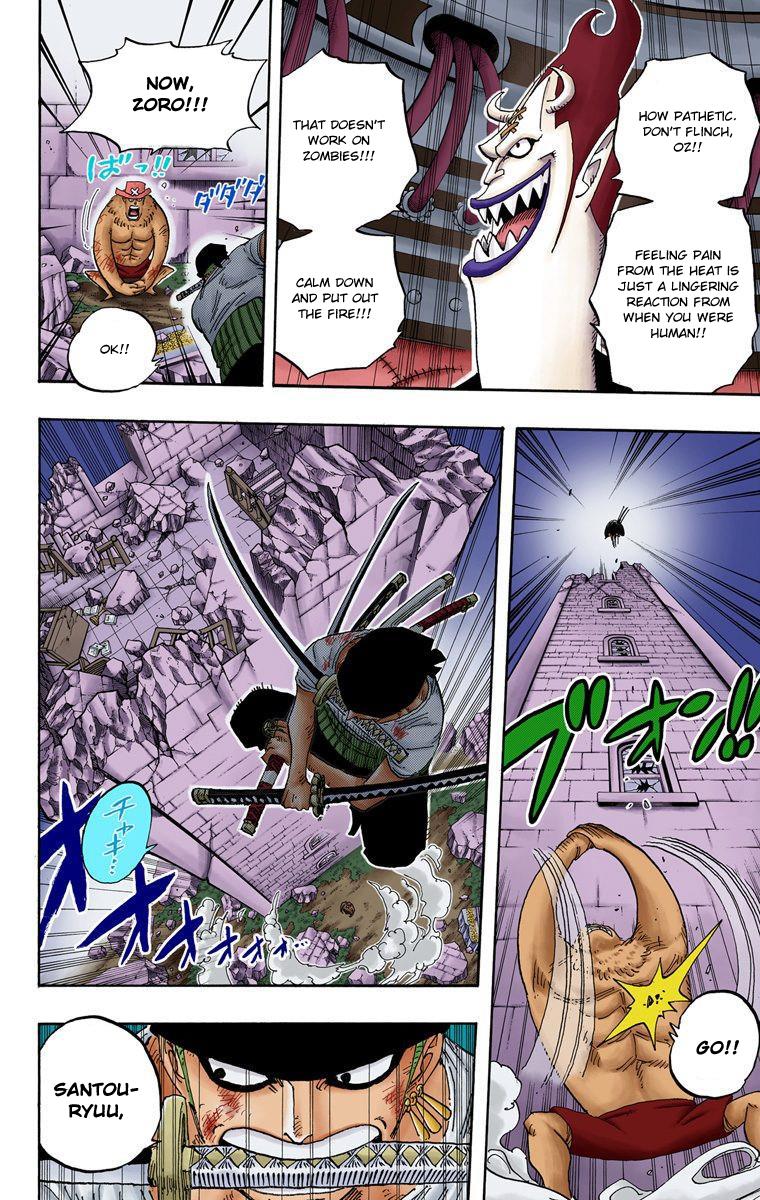 HOW PATHETIC.
DON'T FLINCH,
OZ!!
FEELING PAIN
FROM THE HEAT IS
JUST A LINGERING
REACTION FROM
WHEN YOU WERE
HUMAN!!
THAT DOESN'T
WORK ON
ZOMBIES!!!
CALM DOWN
AND PUT OUT
THE FIRE!!!
NOW,
ZORO!!!
ばっ!!
ダダダダ
OK!!
ブオン!!
GO!!
チャキ…
オオオオオオ…
SANTOU-
RYUU,